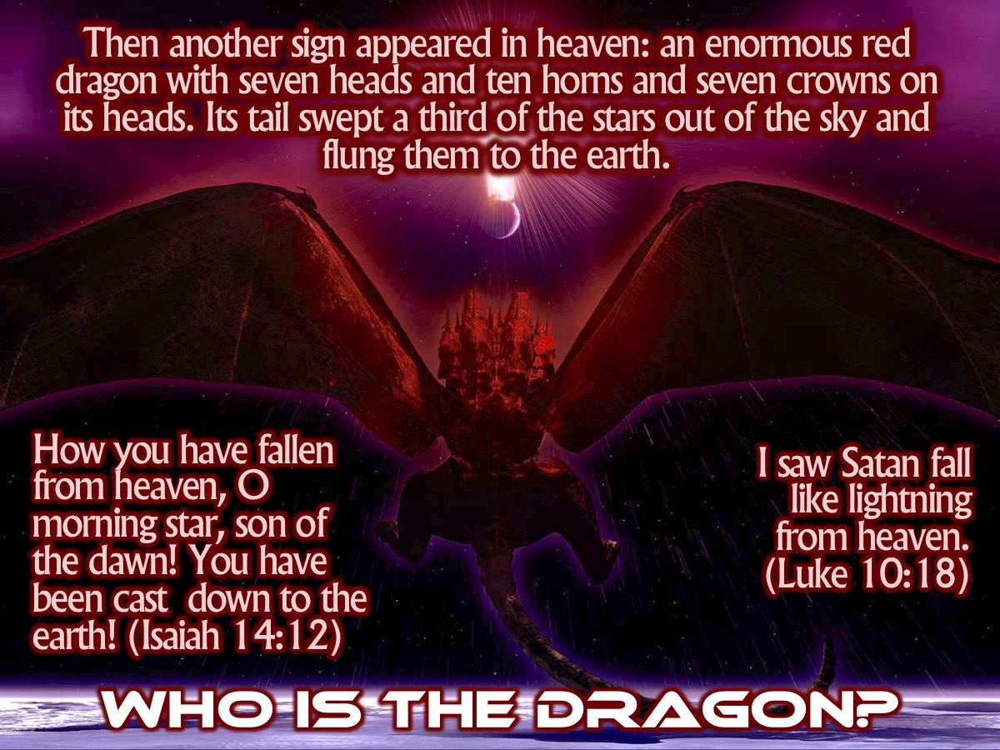 Then another sign appeared in heaven: an enormous red
dragon with seven heads and ten horns and seven crowns on
its heads. Its tail swept a third of the stars out of the sky and
flung them to the earth.
How you have fallen
from heaven, O
morning star, son of
the dawn! You have
been cast  down to the
earth! (Isaiah 14:12)
I saw Satan fall
like lightning
from heaven.
(Luke 10:18)
WHO IS THE DRAGON?